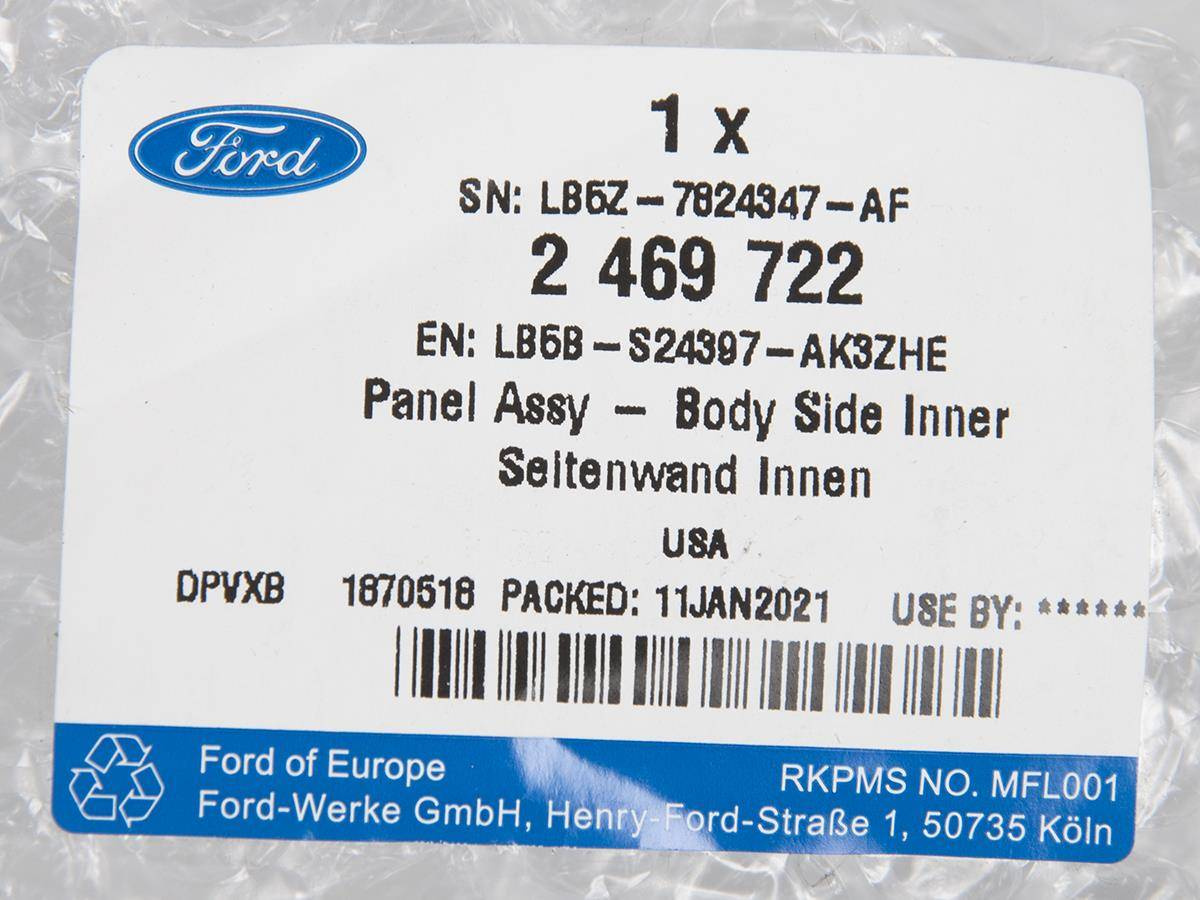 Ford
1 x
SN: LB5Z-7824347-AF
2 469 722
EN: LB5B-S24397-AK3ZHE
Panel Assy - Body Side Inner
Seitenwand Innen
USA
DPVXB 1870518 PACKED: 11JAN2021 USE BY: ******
Ford of Europe RKPMS NO. MFL001
Ford-Werke GmbH, Henry-Ford-Straße 1, 50735 Köln